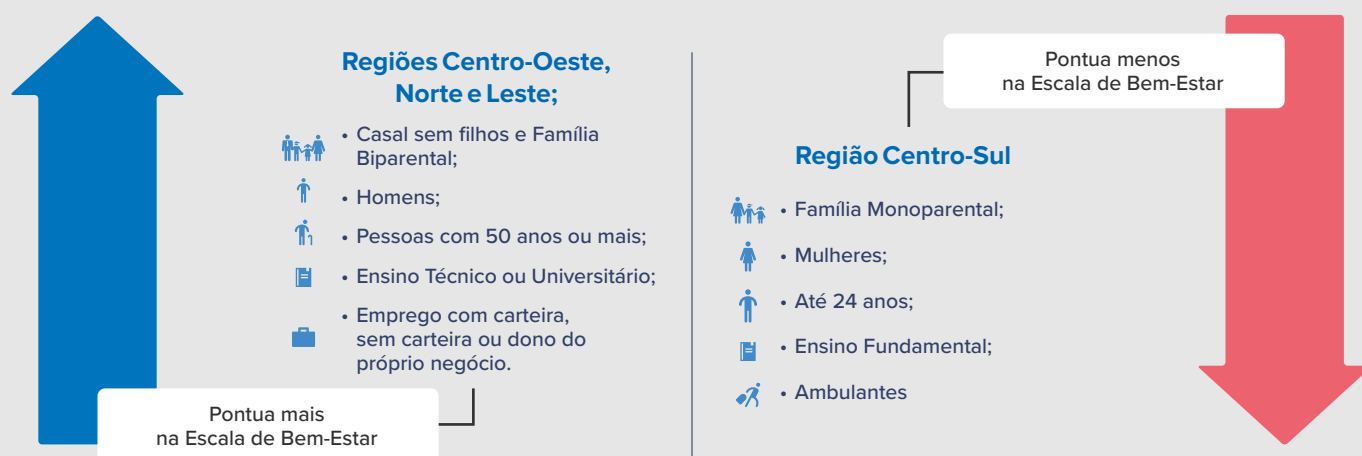 Regiões Centro-Oeste,
Norte e Leste;
• Casal sem filhos e Família
Biparental;
• Homens;
• Pessoas com 50 anos ou mais;
• Ensino Técnico ou Universitário;
• Emprego com carteira,
sem carteira ou dono do
próprio negócio.
Pontua mais
na Escala de Bem-Estar
Pontua menos
na Escala de Bem-Estar
Região Centro-Sul
• Família Monoparental;
• Mulheres;
• Até 24 anos;
• Ensino Fundamental;
• Ambulantes